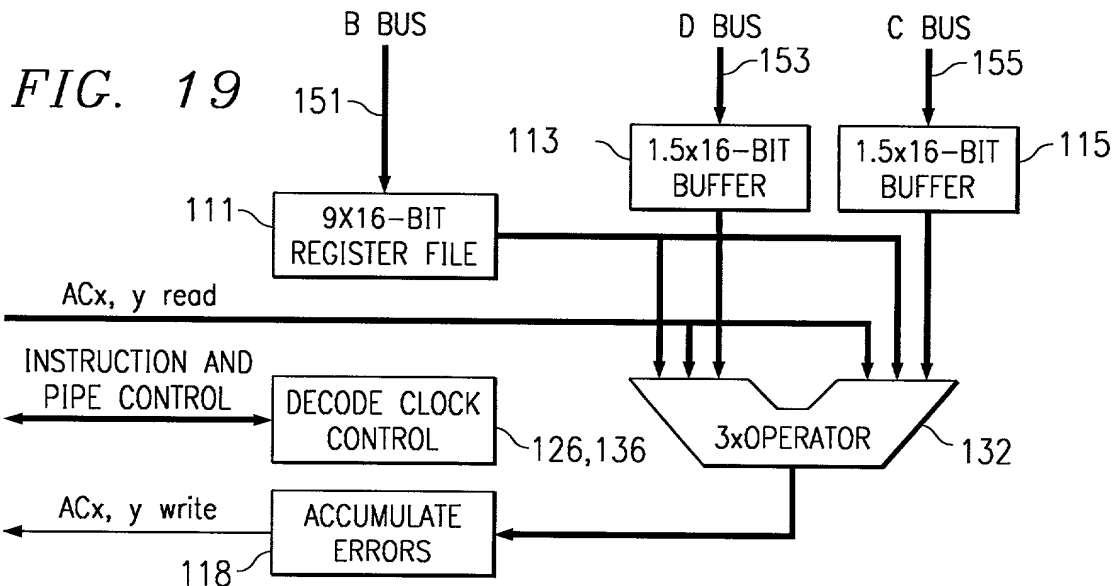 B BUS
D BUS
C BUS
FIG. 19
151
153
155
113
1.5x16-BIT
BUFFER
1.5x16-BIT
BUFFER
115
111
9X16-BIT
REGISTER FILE
ACx, y read
INSTRUCTION AND
PIPE CONTROL
DECODE CLOCK
CONTROL
126,136
3xOPERATOR
132
ACx, y write
ACCUMULATE
ERRORS
118